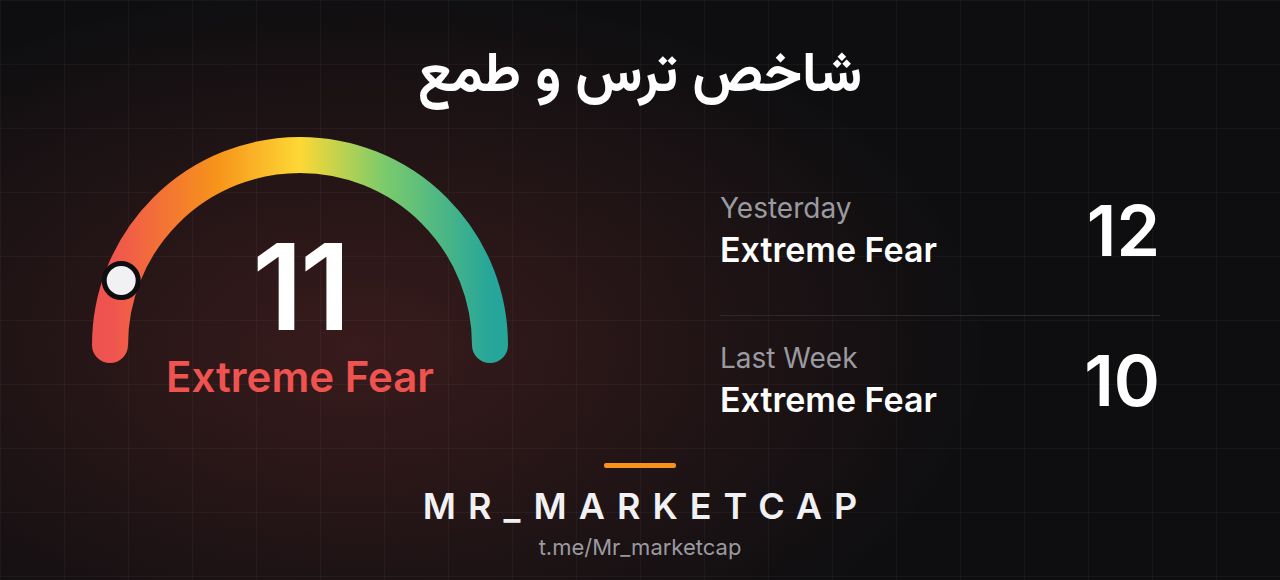 شاخص ترس و طمع
11
Extreme Fear
Yesterday
Extreme Fear
12
Last Week
Extreme Fear
10
MR_MARKETCAP
t.me/Mr_marketcap